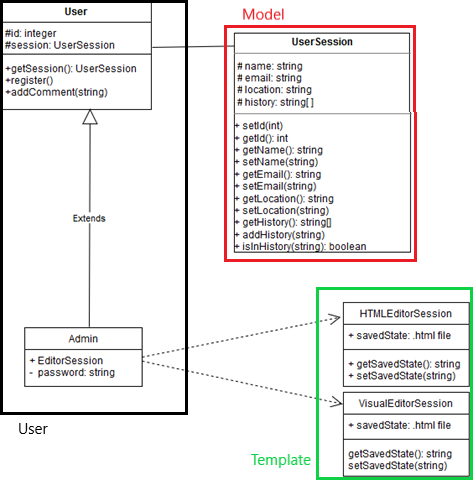 User
#id: integer
#session: UserSession
+getSession(): UserSession
+register()
+addComment(string)
Extends
Admin
+ EditorSession
- password: string
User
Model
UserSession
# name: string
# email: string
# location: string
# history: string[ ]
+ setId(int)
+ getId(): int
+ getName(): string
+ setName(string)
+ getEmail(): string
+ setEmail(string)
+ getLocation(): string
+ setLocation(string)
+ getHistory(): string[]
+ addHistory(string)
+ isInHistory(string): boolean
HTMLEditorSession
+ savedState: .html file
+ getSavedState(): string
+ setSavedState(string)
VisualEditorSession
+ savedState: .html file
getSavedState(): string
setSavedState(string)
Template